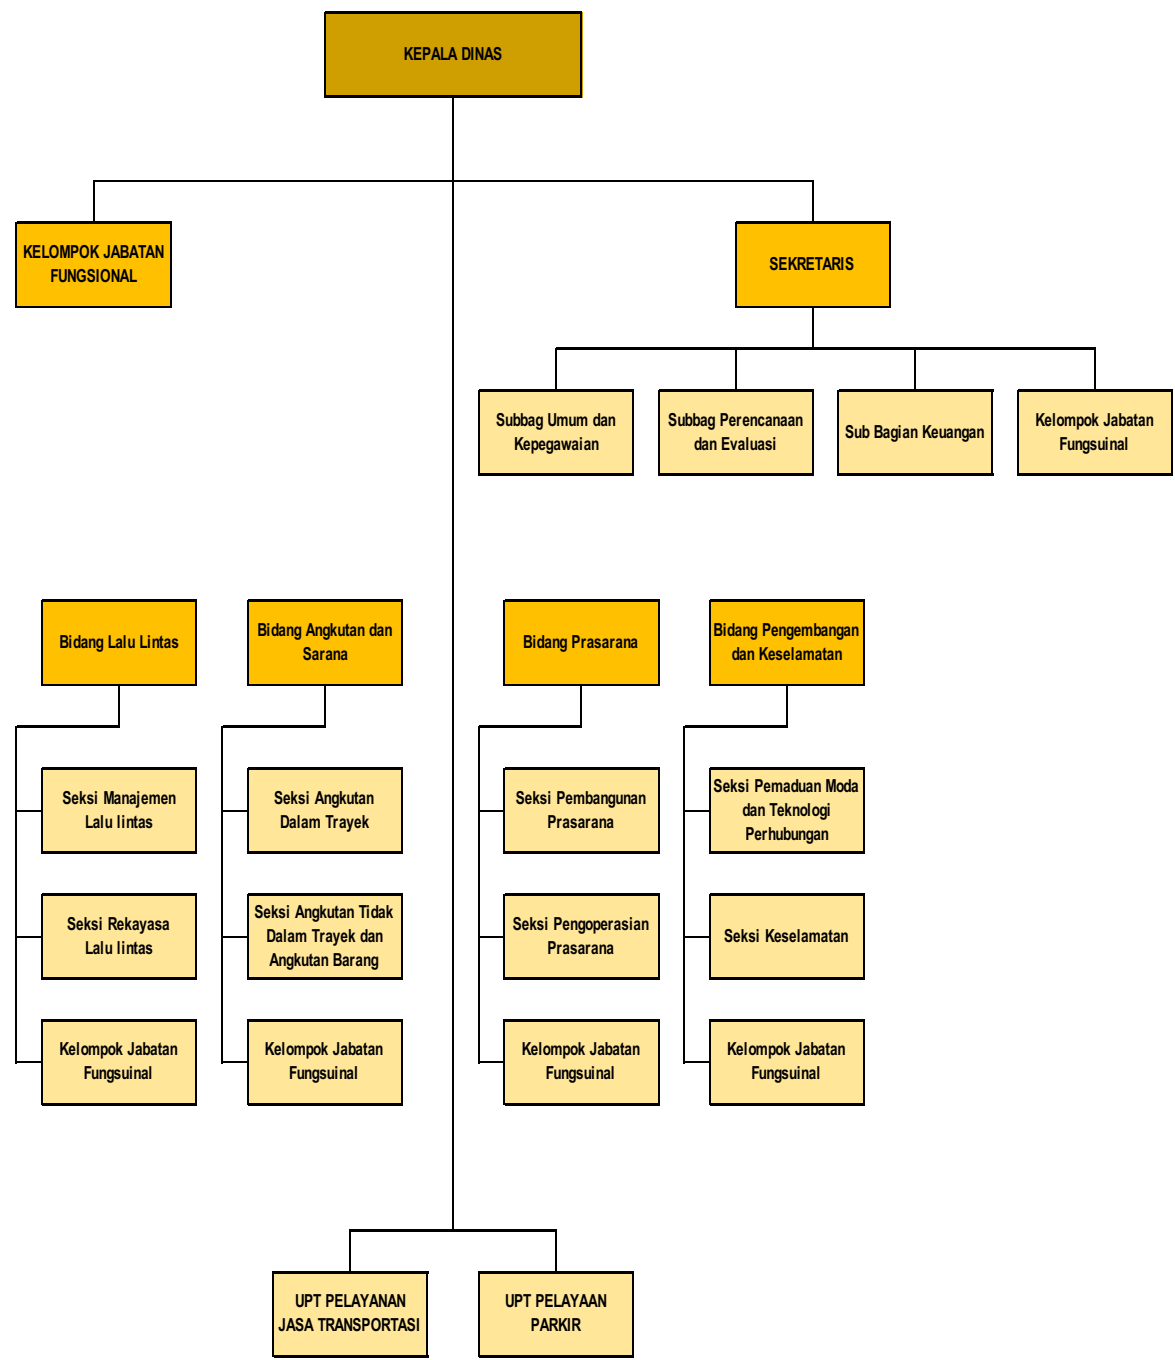 KEPALA DINAS
KELOMPOK JABATAN
FUNGSIONAL
SEKRETARIS
Subbag Umum dan
Kepegawaian
Subbag Perencanaan
dan Evaluasi
Sub Bagian Keuangan
Kelompok Jabatan
Fungsuinal
Bidang Lalu Lintas
Bidang Angkutan dan
Sarana
Bidang Prasarana
Bidang Pengembangan
dan Keselamatan
Seksi Manajemen
Lalu lintas
Seksi Angkutan
Dalam Trayek
Seksi Pembangunan
Prasarana
Seksi Pemaduan Moda
dan Teknologi
Perhubungan
Seksi Rekayasa
Lalu lintas
Seksi Angkutan Tidak
Dalam Trayek dan
Angkutan Barang
Seksi Pengoperasian
Prasarana
Seksi Keselamatan
Kelompok Jabatan
Fungsuinal
Kelompok Jabatan
Fungsuinal
Kelompok Jabatan
Fungsuinal
Kelompok Jabatan
Fungsuinal
UPT PELAYANAN
JASA TRANSPORTASI
UPT PELAYAAN
PARKIR